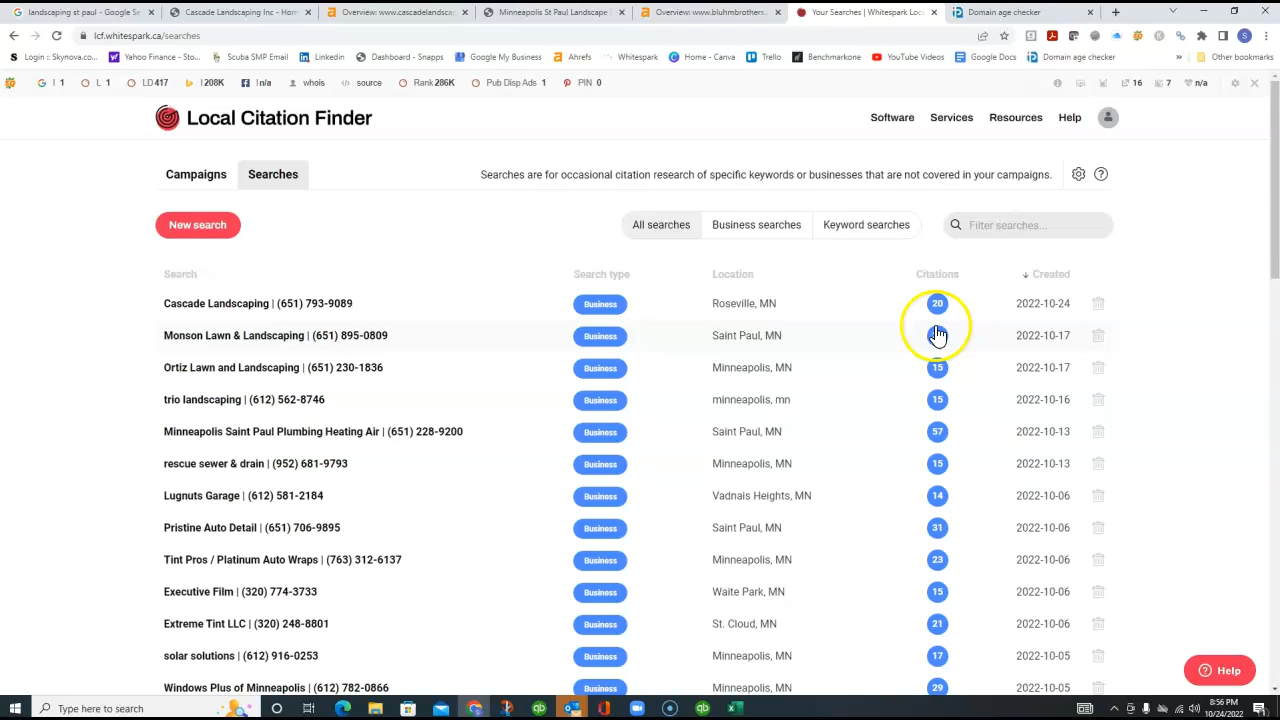 landscaping st paul - Google S
Cascade Landscaping Inc - Hom
Overview: www.cascadelandsca
Minneapolis St Paul Landscape
Overview: www.bluhmbrothers.
Your Searches | Whitespark Loc
Domain age checker
lcf.whitespark.ca/searches
Login :: Skynova.com
Yahoo Finance - Sto...
Scuba SMP Email
LinkedIn
Dashboard - Snapps
Google My Business
Ahrefs
Whitespark
Home - Canva
Trello
Benchmarkone
YouTube Videos
Google Docs
Domain age checker
»
Other bookmarks
I 1
L 1
LD 417
I 208K
n/a
whois
source
Rank 286K
Pub Disp Ads 1
PIN 0
16
7
n/a
Local Citation Finder
Software
Services
Resources
Help
Campaigns
Searches
Searches are for occasional citation research of specific keywords or businesses that are not covered in your campaigns.
New search
All searches
Business searches
Keyword searches
Filter searches...
Search Search type Location Citations Created
Cascade Landscaping | (651) 793-9089 Business Roseville, MN 20 2022-10-24
Monson Lawn & Landscaping | (651) 895-0809 Business Saint Paul, MN 2022-10-17
Ortiz Lawn and Landscaping | (651) 230-1836 Business Minneapolis, MN 15 2022-10-17
trio landscaping | (612) 562-8746 Business minneapolis, mn 15 2022-10-16
Minneapolis Saint Paul Plumbing Heating Air | (651) 228-9200 Business Saint Paul, MN 57 2022-10-13
rescue sewer & drain | (952) 681-9793 Business Minneapolis, MN 15 2022-10-13
Lugnuts Garage | (612) 581-2184 Business Vadnais Heights, MN 14 2022-10-06
Pristine Auto Detail | (651) 706-9895 Business Saint Paul, MN 31 2022-10-06
Tint Pros / Platinum Auto Wraps | (763) 312-6137 Business Minneapolis, MN 23 2022-10-06
Executive Film | (320) 774-3733 Business Waite Park, MN 15 2022-10-06
Extreme Tint LLC | (320) 248-8801 Business St. Cloud, MN 21 2022-10-06
solar solutions | (612) 916-0253 Business Minneapolis, MN 17 2022-10-05
Windows Plus of Minneapolis | (612) 782-0866 Business Minneapolis, MN 29 2022-10-05
Help
Type here to search
8:56 PM
10/24/2022